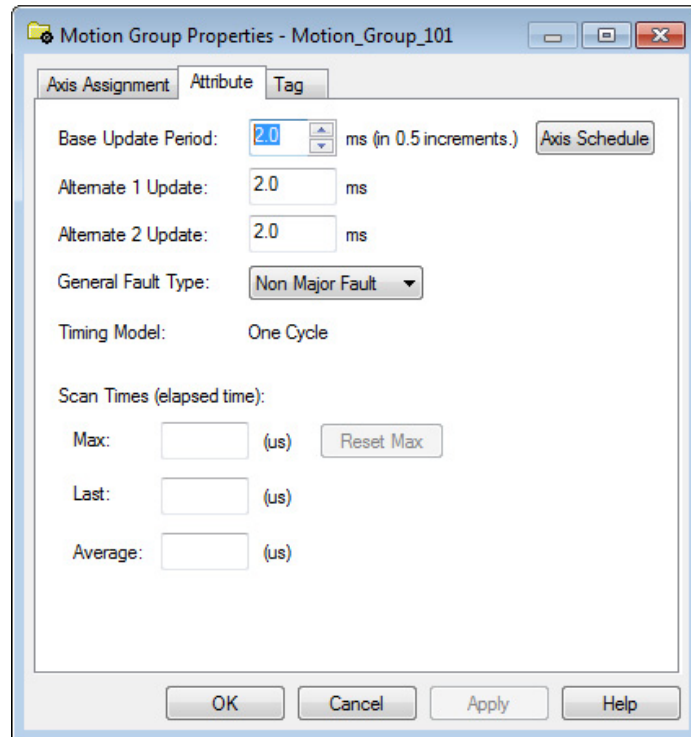 Motion Group Properties - Motion_Group_101
Axis Assignment Attribute Tag
Base Update Period: 2.0 ms (in 0.5 increments.) Axis Schedule
Alternate 1 Update: 2.0 ms
Alternate 2 Update: 2.0 ms
General Fault Type: Non Major Fault
Timing Model: One Cycle
Scan Times (elapsed time):
Max: (us) Reset Max
Last: (us)
Average: (us)
OK Cancel Apply Help